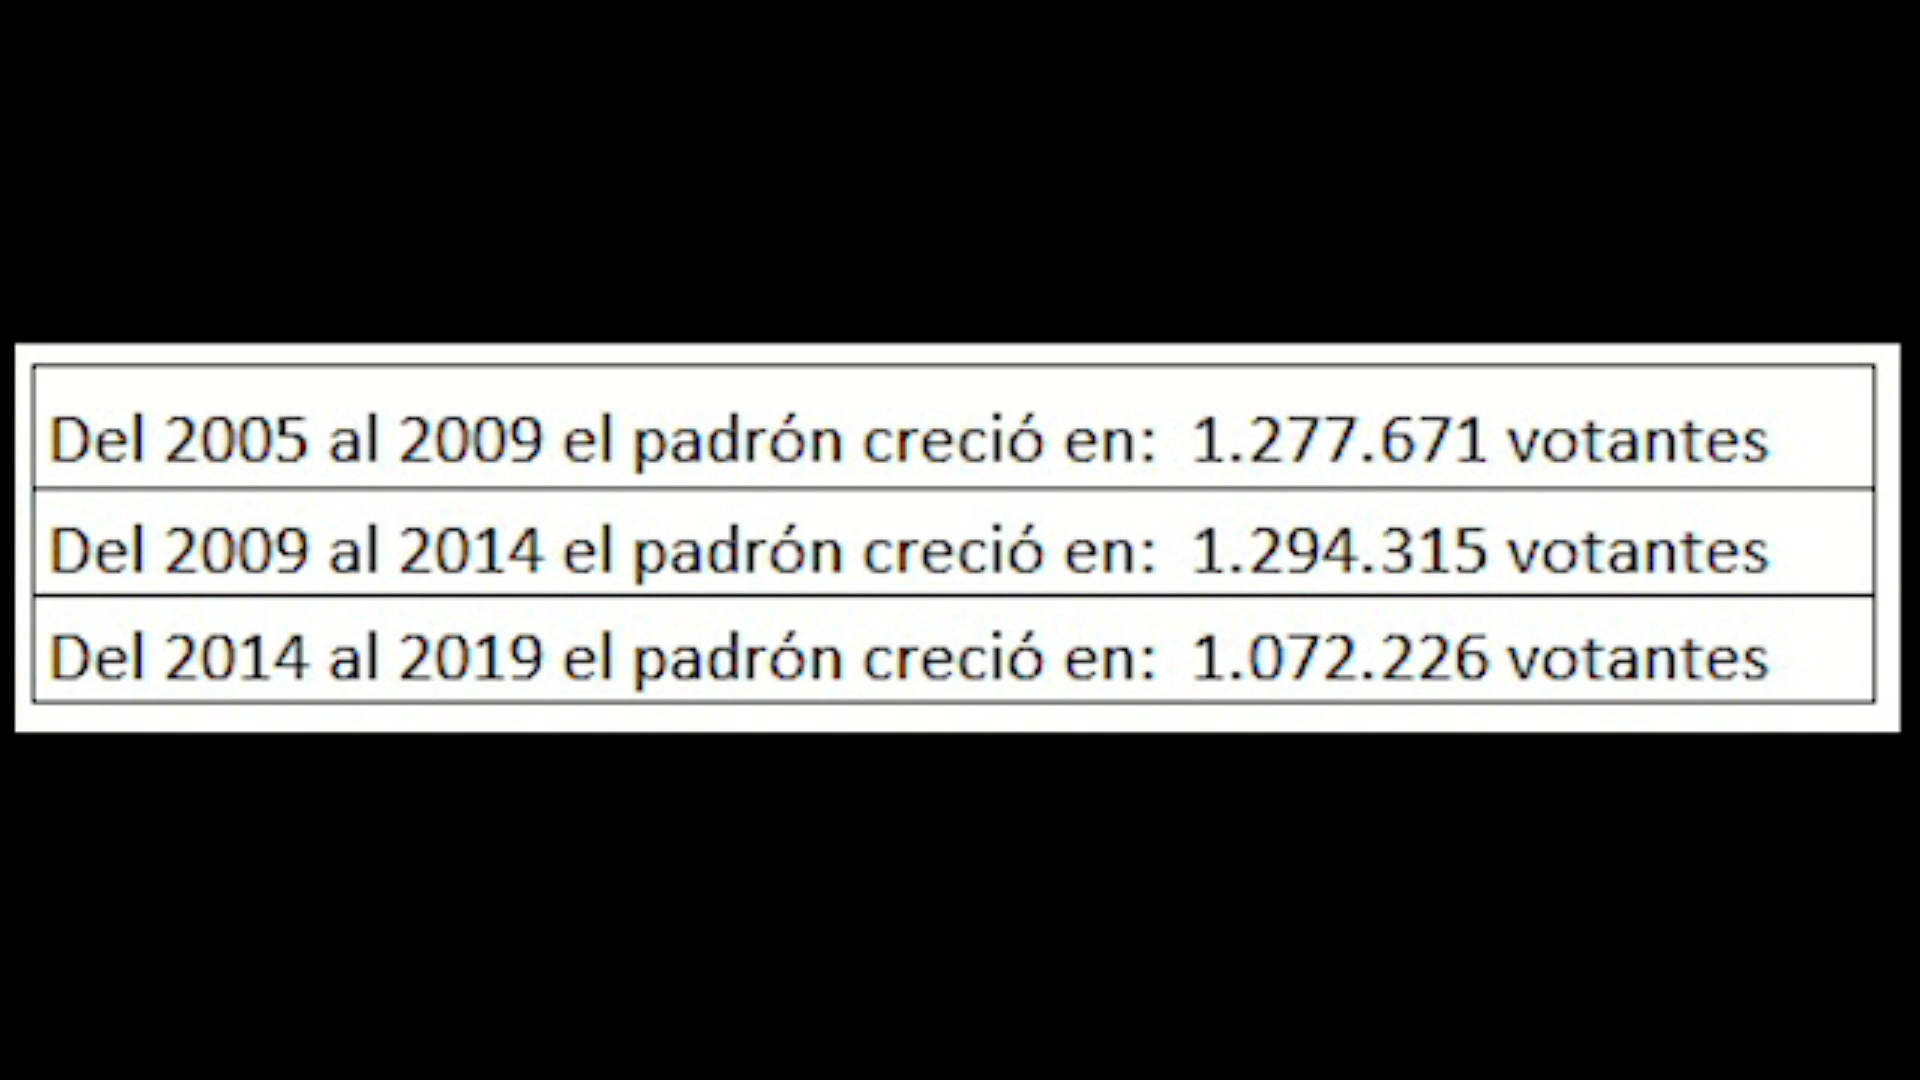 Del 2005 al 2009 el padrón creció en: 1.277.671 votantes
Del 2009 al 2014 el padrón creció en: 1.294.315 votantes
Del 2014 al 2019 el padrón creció en: 1.072.226 votantes